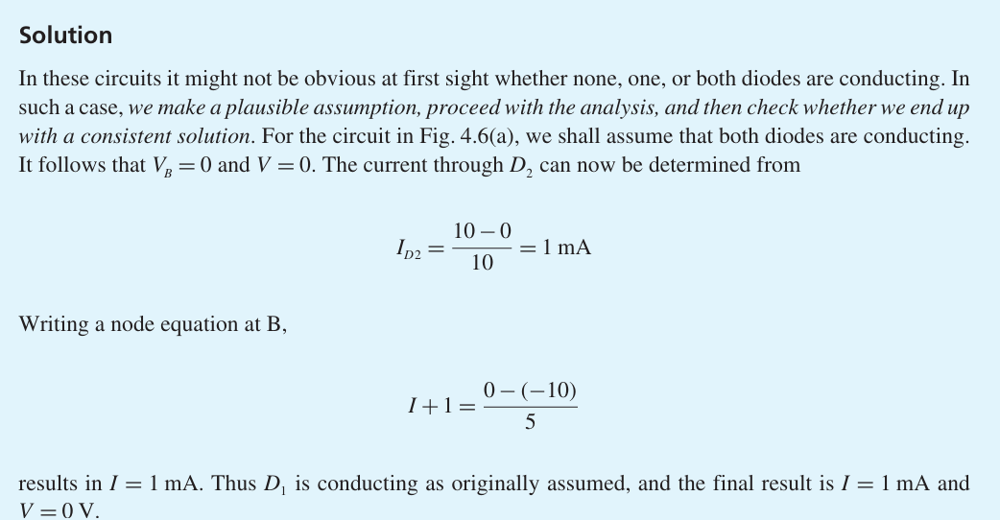 Solution
In these circuits it might not be obvious at first sight whether none, one, or both diodes are conducting. In
such a case, we make a plausible assumption, proceed with the analysis, and then check whether we end up
with a consistent solution. For the circuit in Fig. 4.6(a), we shall assume that both diodes are conducting.
It follows that V_B = 0 and V = 0. The current through D_2 can now be determined from
I_{D2} = \frac{10 − 0}{10} = 1 mA
Writing a node equation at B,
I + 1 = \frac{0 − (−10)}{5}
results in I = 1 mA. Thus D_1 is conducting as originally assumed, and the final result is I = 1 mA and
V = 0 V.